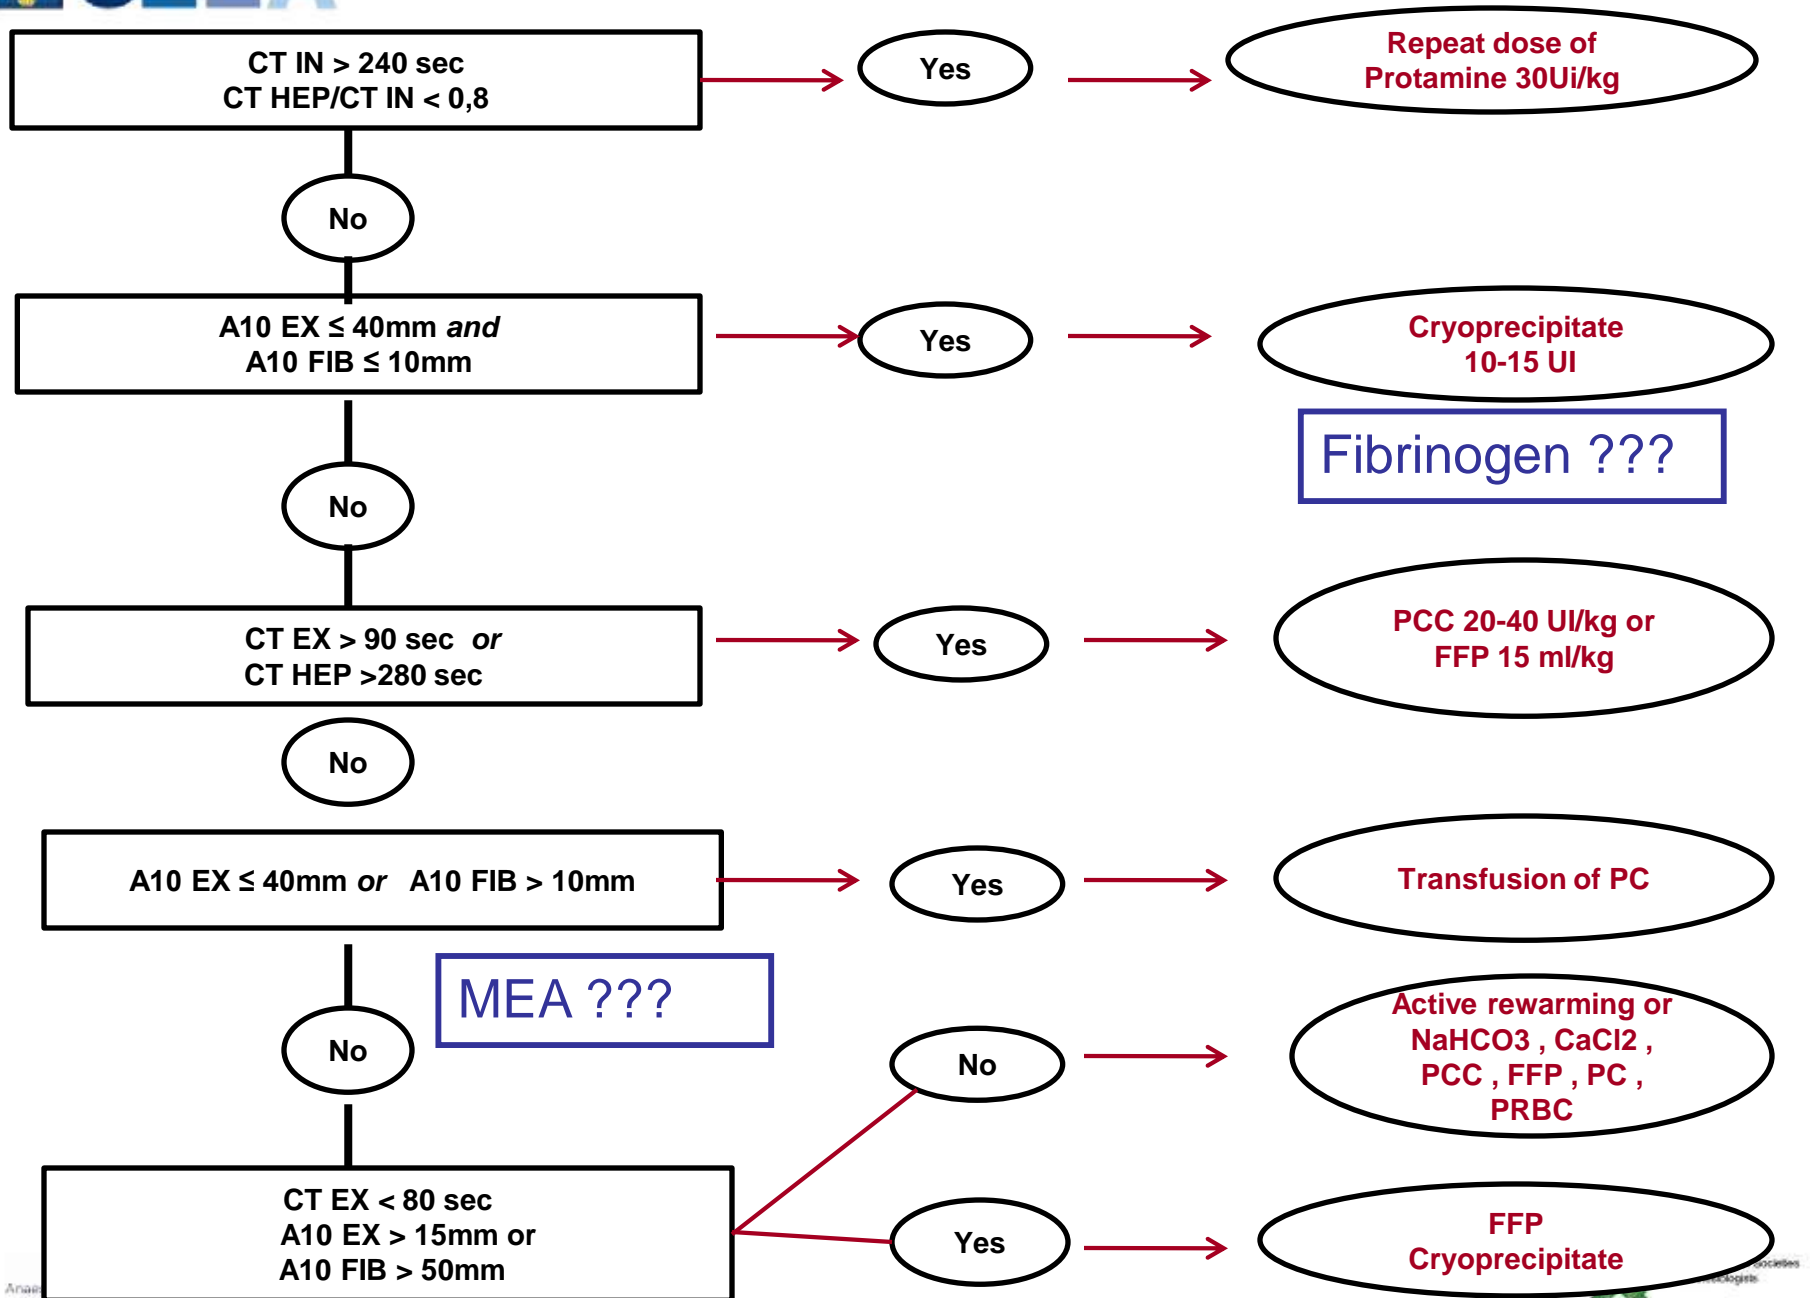 CT IN > 240 sec
CT HEP/CT IN < 0,8
Yes
Repeat dose of
Protamine 30Ui/kg
No
A10 EX ≤ 40mm and
A10 FIB ≤ 10mm
Yes
Cryoprecipitate
10-15 UI
Fibrinogen ???
No
CT EX > 90 sec or
CT HEP >280 sec
Yes
PCC 20-40 UI/kg or
FFP 15 ml/kg
No
A10 EX ≤ 40mm or A10 FIB > 10mm
Yes
Transfusion of PC
MEA ???
No
No
Active rewarming or
NaHCO3 , CaCl2 ,
PCC , FFP , PC ,
PRBC
CT EX < 80 sec
A10 EX > 15mm or
A10 FIB > 50mm
Yes
FFP
Cryoprecipitate
Societies